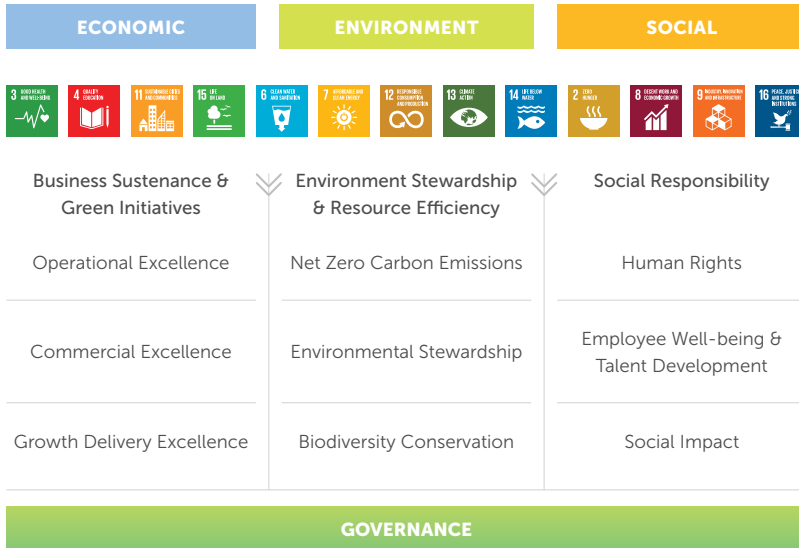 ECONOMIC
ENVIRONMENT
SOCIAL
3 GOOD HEALTH
AND WELL-BEING
4 QUALITY
EDUCATION
11 SUSTAINABLE CITIES
AND COMMUNITIES
15 LIFE
ON LAND
6 CLEAN WATER
AND SANITATION
7 AFFORDABLE AND
CLEAN ENERGY
12 RESPONSIBLE
CONSUMPTION
AND PRODUCTION
13 CLIMATE
ACTION
14 LIFE BELOW
WATER
2 ZERO
HUNGER
8 DECENT WORK AND
ECONOMIC GROWTH
9 INDUSTRY, INNOVATION
AND INFRASTRUCTURE
16 PEACE, JUSTICE
AND STRONG
INSTITUTIONS
Business Sustenance &
Green Initiatives
Environment Stewardship
& Resource Efficiency
Social Responsibility
Operational Excellence
Net Zero Carbon Emissions
Human Rights
Commercial Excellence
Environmental Stewardship
Employee Well-being &
Talent Development
Growth Delivery Excellence
Biodiversity Conservation
Social Impact
GOVERNANCE